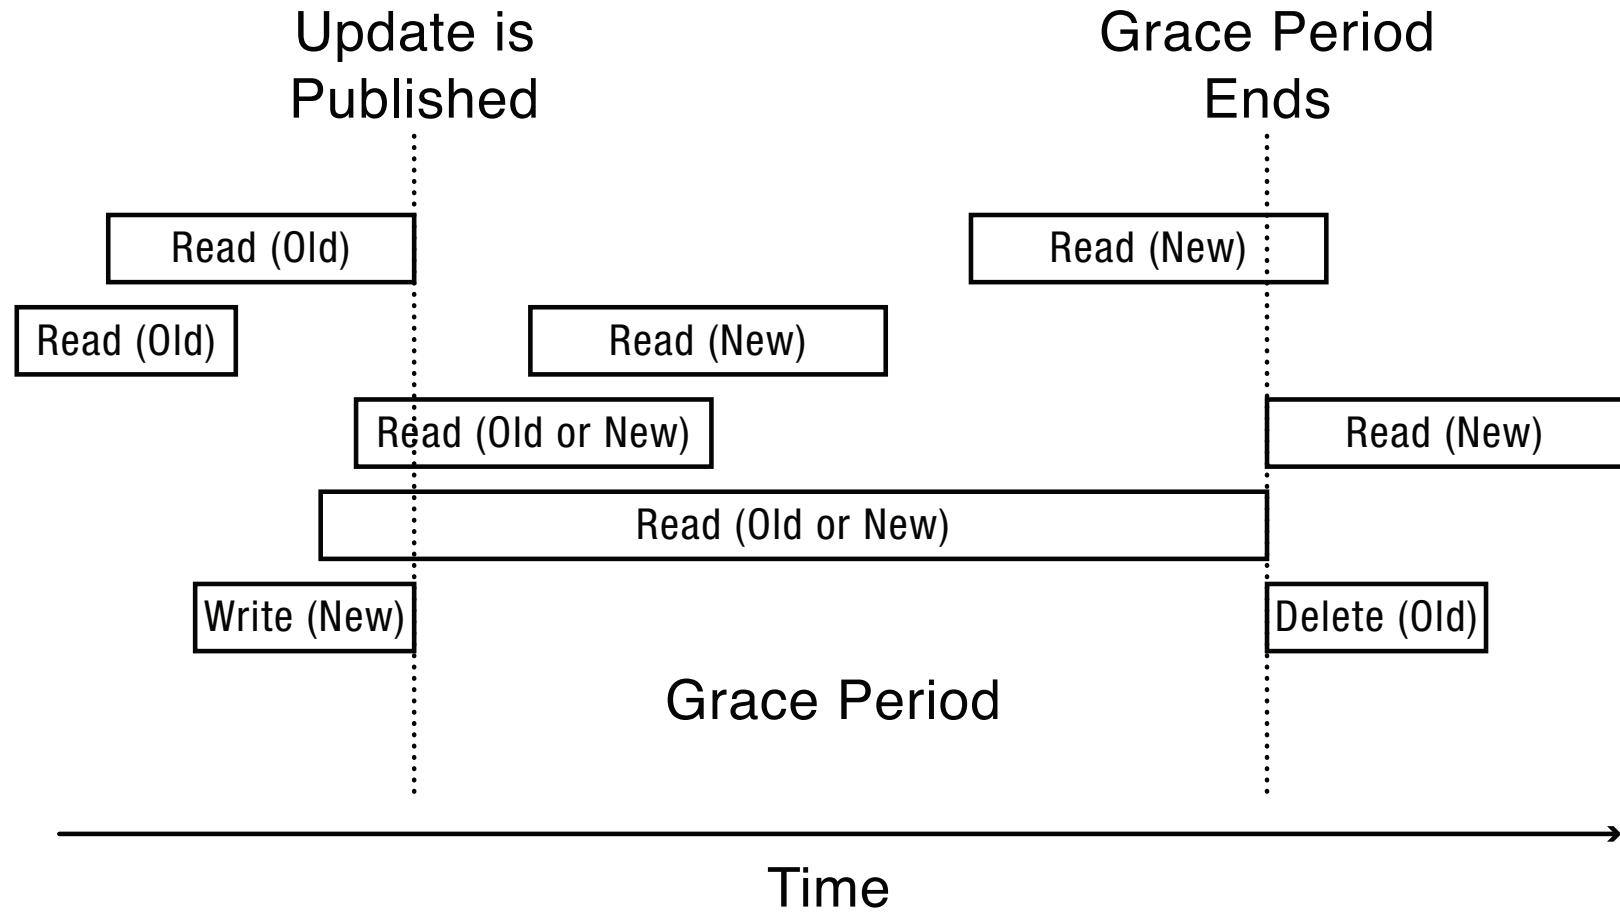 Update is
Published
Grace Period
Ends
Read (Old)
Read (New)
Read (Old)
Read (New)
Read (Old or New)
Read (New)
Read (Old or New)
Write (New)
Delete (Old)
Grace Period
Time